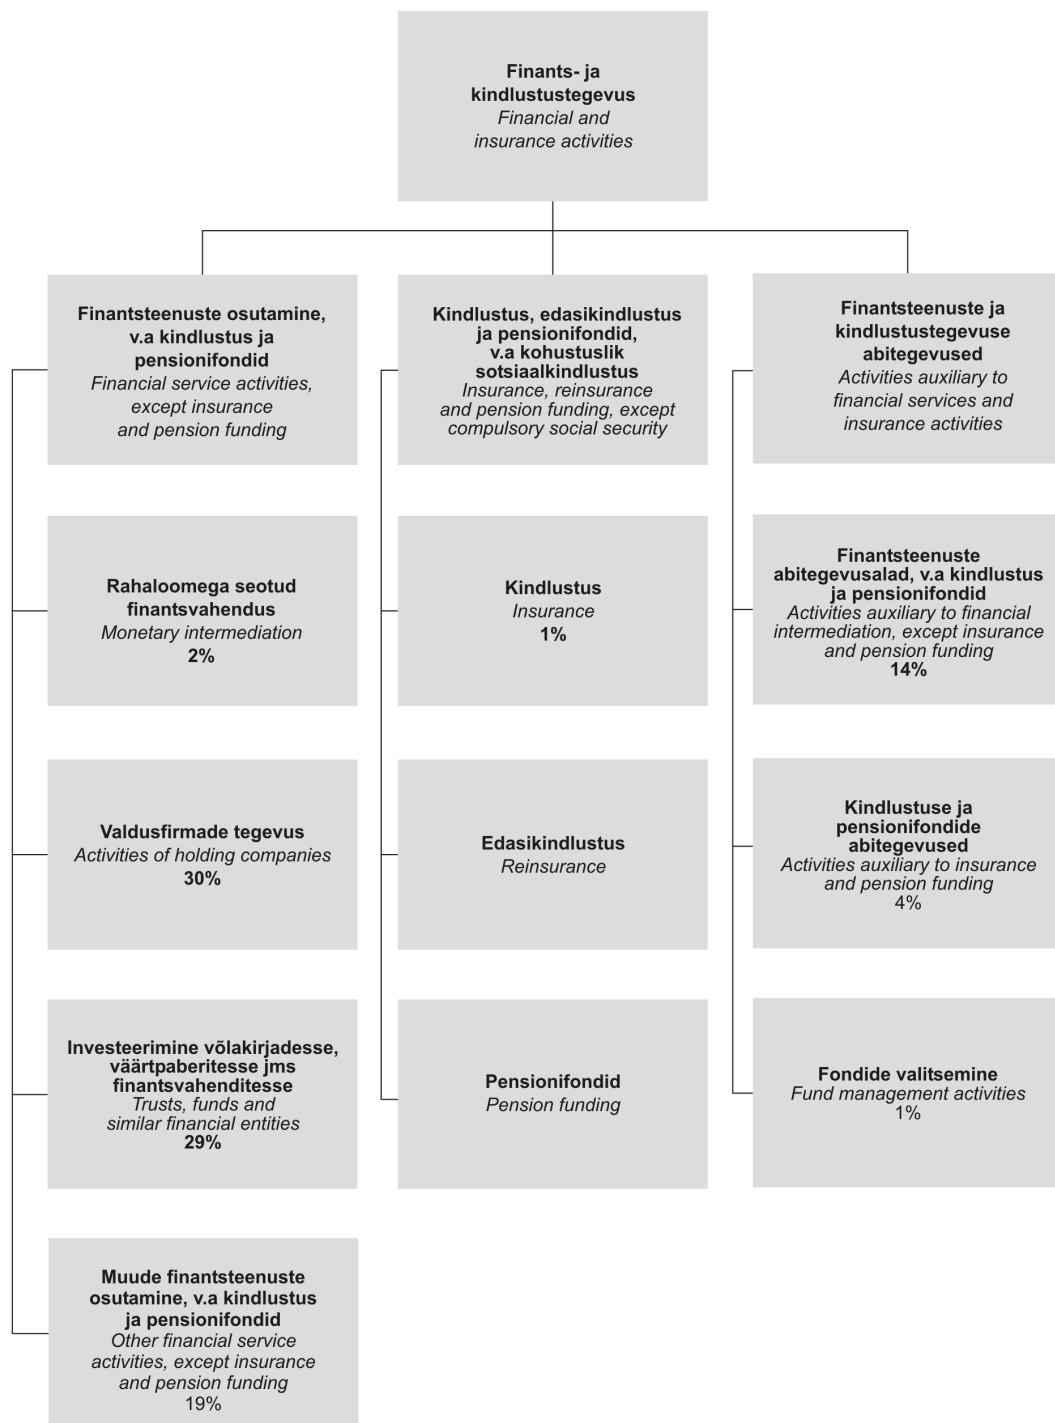 Finants- ja
kindlustustegevus
Financial and
insurance activities
Finantsteenuste osutamine,
v.a kindlustus ja
pensionifondid
Financial service activities,
except insurance
and pension funding
Kindlustus, edasikindlustus
ja pensionifondid,
v.a kohustuslik
sotsiaalkindlustus
Insurance, reinsurance
and pension funding, except
compulsory social security
Finantsteenuste ja
kindlustustegevuse
abitegevused
Activities auxiliary to
financial services and
insurance activities
Rahaloomega seotud
finantsvahendus
Monetary intermediation
2%
Kindlustus
Insurance
1%
Finantsteenuste
abitegevusalad, v.a kindlustus
ja pensionifondid
Activities auxiliary to financial
intermediation, except insurance
and pension funding
14%
Valdusfirmade tegevus
Activities of holding companies
30%
Edasikindlustus
Reinsurance
Kindlustuse ja
pensionifondide
abitegevused
Activities auxiliary to insurance
and pension funding
4%
Investeerimine võlakirjadesse,
väärtpaberitesse jms
finantsvahenditesse
Trusts, funds and
similar financial entities
29%
Pensionifondid
Pension funding
Fondide valitsemine
Fund management activities
1%
Muude finantsteenuste
osutamine, v.a kindlustus
ja pensionifondid
Other financial service
activities, except insurance
and pension funding
19%